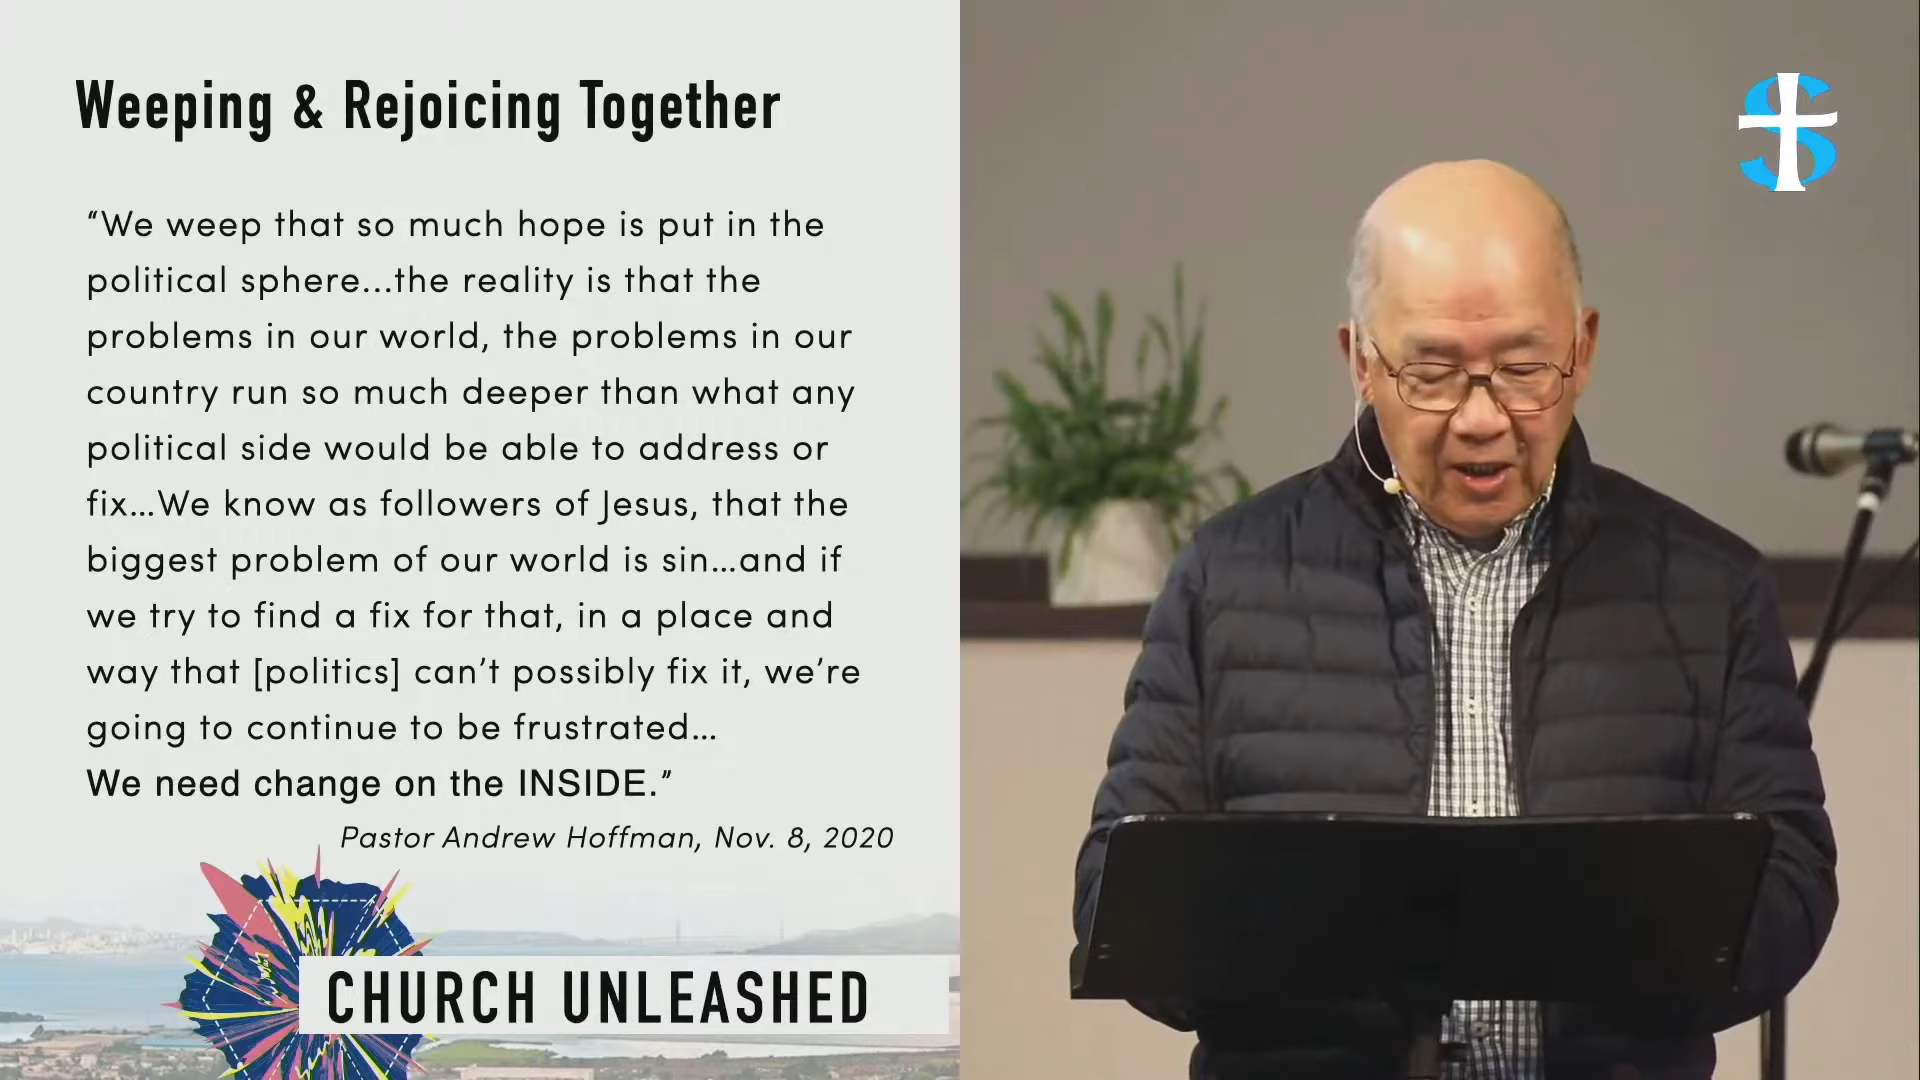 Weeping & Rejoicing Together
“We weep that so much hope is put in the
political sphere...the reality is that the
problems in our world, the problems in our
country run so much deeper than what any
political side would be able to address or
fix...We know as followers of Jesus, that the
biggest problem of our world is sin...and if
we try to find a fix for that, in a place and
way that [politics] can’t possibly fix it, we’re
going to continue to be frustrated...
We need change on the INSIDE.”
Pastor Andrew Hoffman, Nov. 8, 2020
CHURCH UNLEASHED
S